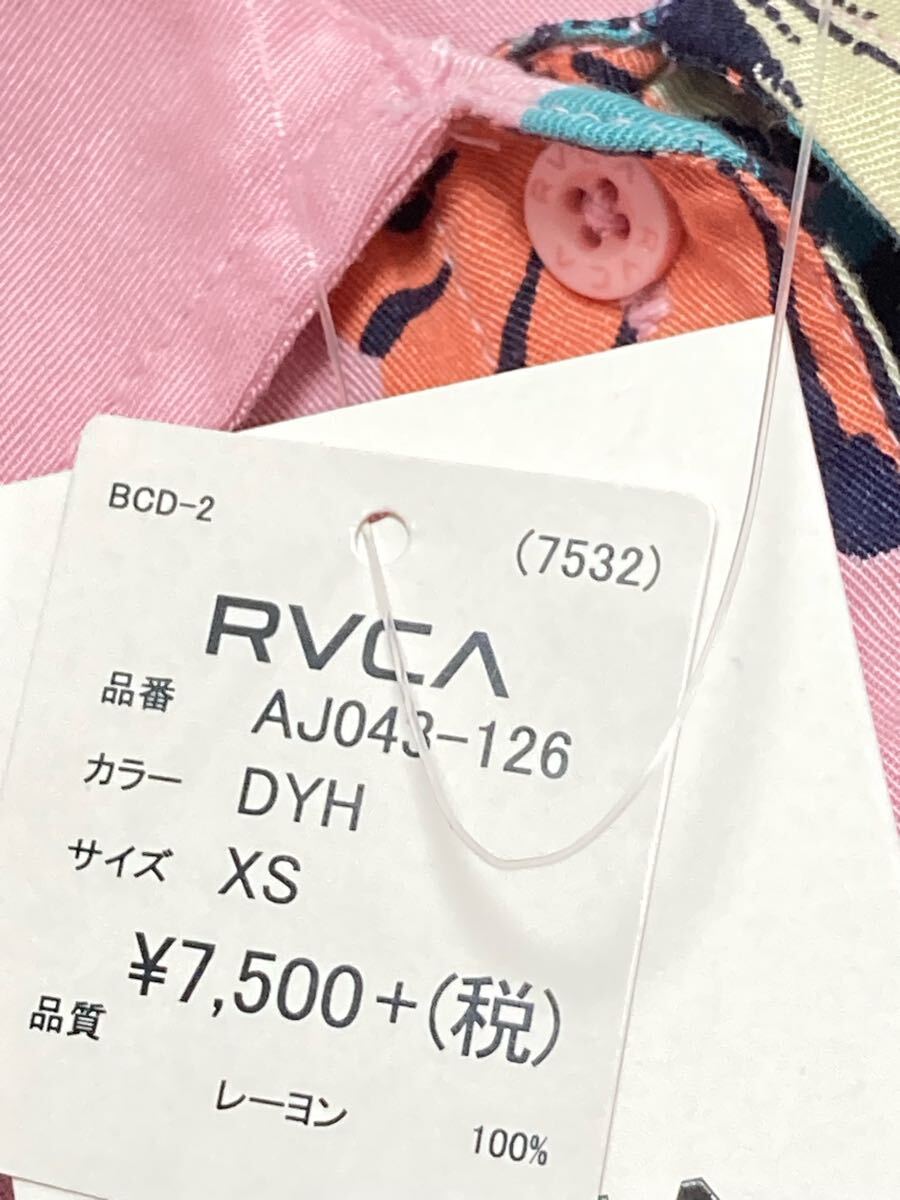 BCD-2
(7532)
RVCA
品番 AJ043-126
カラー DYH
サイズ XS
¥7,500+(税)
品質
レーヨン 100%